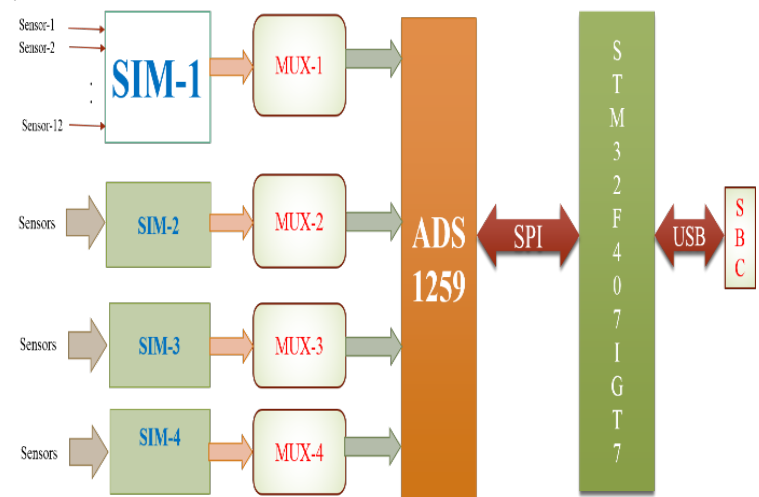 Sensor-1
Sensor-2
.
.
Sensor-12
SIM-1
MUX-1
Sensors
SIM-2
MUX-2
Sensors
SIM-3
MUX-3
Sensors
SIM-4
MUX-4
ADS
1259
SPI
S
T
M
3
2
F
4
0
7
I
G
T
7
USB
S
B
C